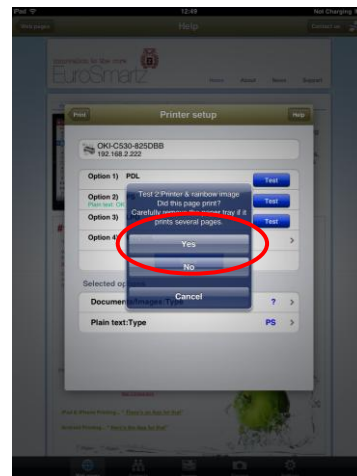 iPad
12:49
Not Charging
Web pages
Help
Contact us
EuroSmartz
Home
About
News
Support
Print
Printer setup
Help
OKI-C530-825DBB
192.168.2.222
Option 1) PDL
Test
Option 2)
Plain text: OK
Test
Option 3)
Test
Option 4)
Test 2:Printer & rainbow image
Did this page print?
Carefully remove the paper tray if it
prints several pages.
Yes
No
Cancel
Selected
Documents/Images:Type
?
Plain text:Type
PS